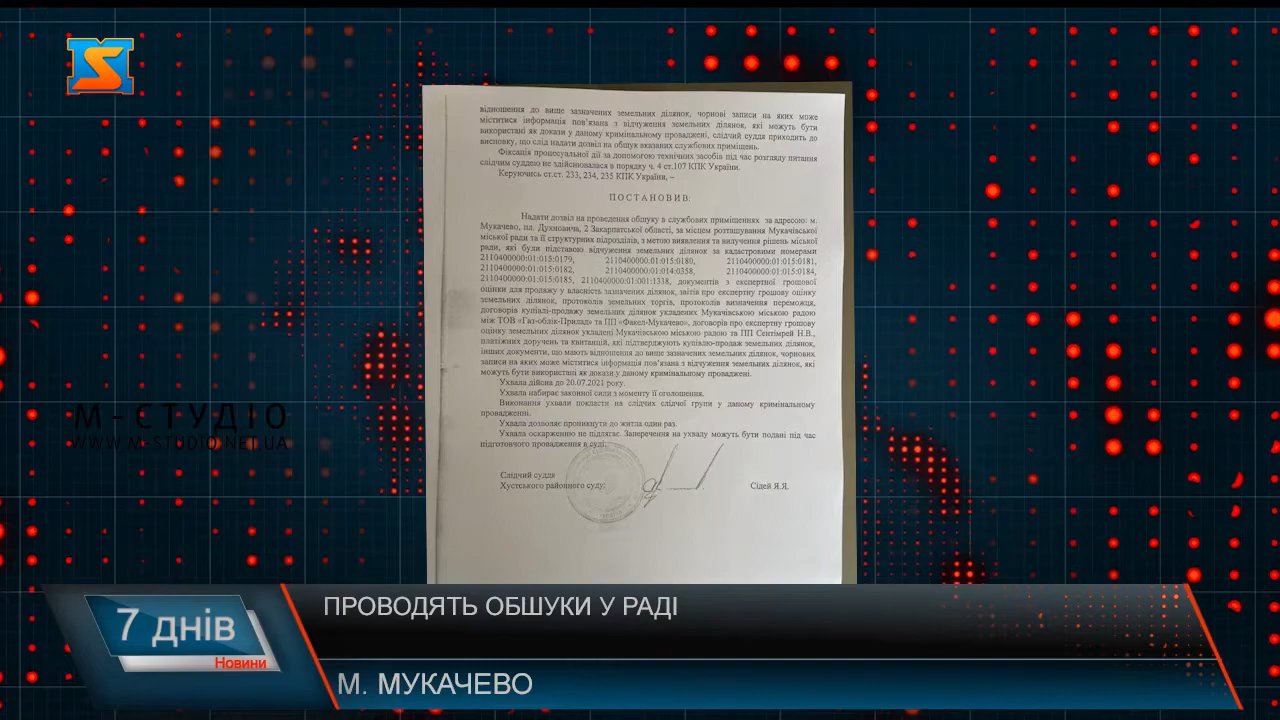 MS
відношення до вище зазначених земельних ділянок, чорнові записи на яких може
міститися інформація пов’язана з відчуження земельних ділянок, які можуть бути
використані як докази у даному кримінальному проваджені, слідчий суддя приходить до
висновку, що слід надати дозвіл на обшук вказаних службових приміщень.
Фіксація процесуальної дії за допомогою технічних засобів під час розгляду питання
слідчим суддею не здійснювалася в порядку ч. 4 ст.107 КПК України.
Керуючись ст.ст. 233, 234, 235 КПК України, –
ПОСТАНОВИВ:
Надати дозвіл на проведення обшуку в службових приміщеннях за адресою: м.
Мукачево, пл. Духновича, 2 Закарпатської області, за місцем розташування Мукачівської
міської ради та її структурних підрозділів, з метою виявлення та вилучення рішень міської
ради, які були підставою відчуження земельних ділянок за кадастровими номерами
2110400000:01:015:0179, 2110400000:01:015:0180, 2110400000:01:015:0181,
2110400000:01:015:0182, 2110400000:01:014:0358, 2110400000:01:015:0184,
2110400000:01:015:0185, 2110400000:01:001:1338, документів з експертної грошової
оцінки для продажу у власність зазначених ділянок, звітів про експертну грошову оцінку
земельних ділянок, протоколів земельних торгів, протоколів визначення переможця,
договорів купівлі-продажу земельних ділянок укладених Мукачівською міською радою
між ТОВ «Газ-облік-Прилад» та ПП «Факел-Мукачево», договорів про експертну грошову
оцінку земельних ділянок укладені Мукачівською міською радою та ПП Сентімрей Н.В.,
платіжних доручень та квитанцій, які підтверджують купівлю-продаж земельних ділянок,
інших документи, що мають відношення до вище зазначених земельних ділянок, чорнових
записи на яких може міститися інформація пов’язана з відчуження земельних ділянок, які
можуть бути використані як докази у даному кримінальному проваджені.
Ухвала дійсна до 20.07.2021 року.
Ухвала набирає законної сили з моменту її оголошення.
Виконання ухвали покласти на слідчих слідчої групи у даному кримінальному
провадженні.
Ухвала дозволяє проникнути до житла один раз.
Ухвала оскарженню не підлягає. Заперечення на ухвалу можуть бути подані під час
підготовчого провадження в суді.
Слідчий суддя
Хустського районного суду: Сідей Я.Я.
М-СТУДІО
WWW.M-STUDIO.NET.UA
7 днів
Новини
ПРОВОДЯТЬ ОБШУКИ У РАДІ
М. МУКАЧЕВО